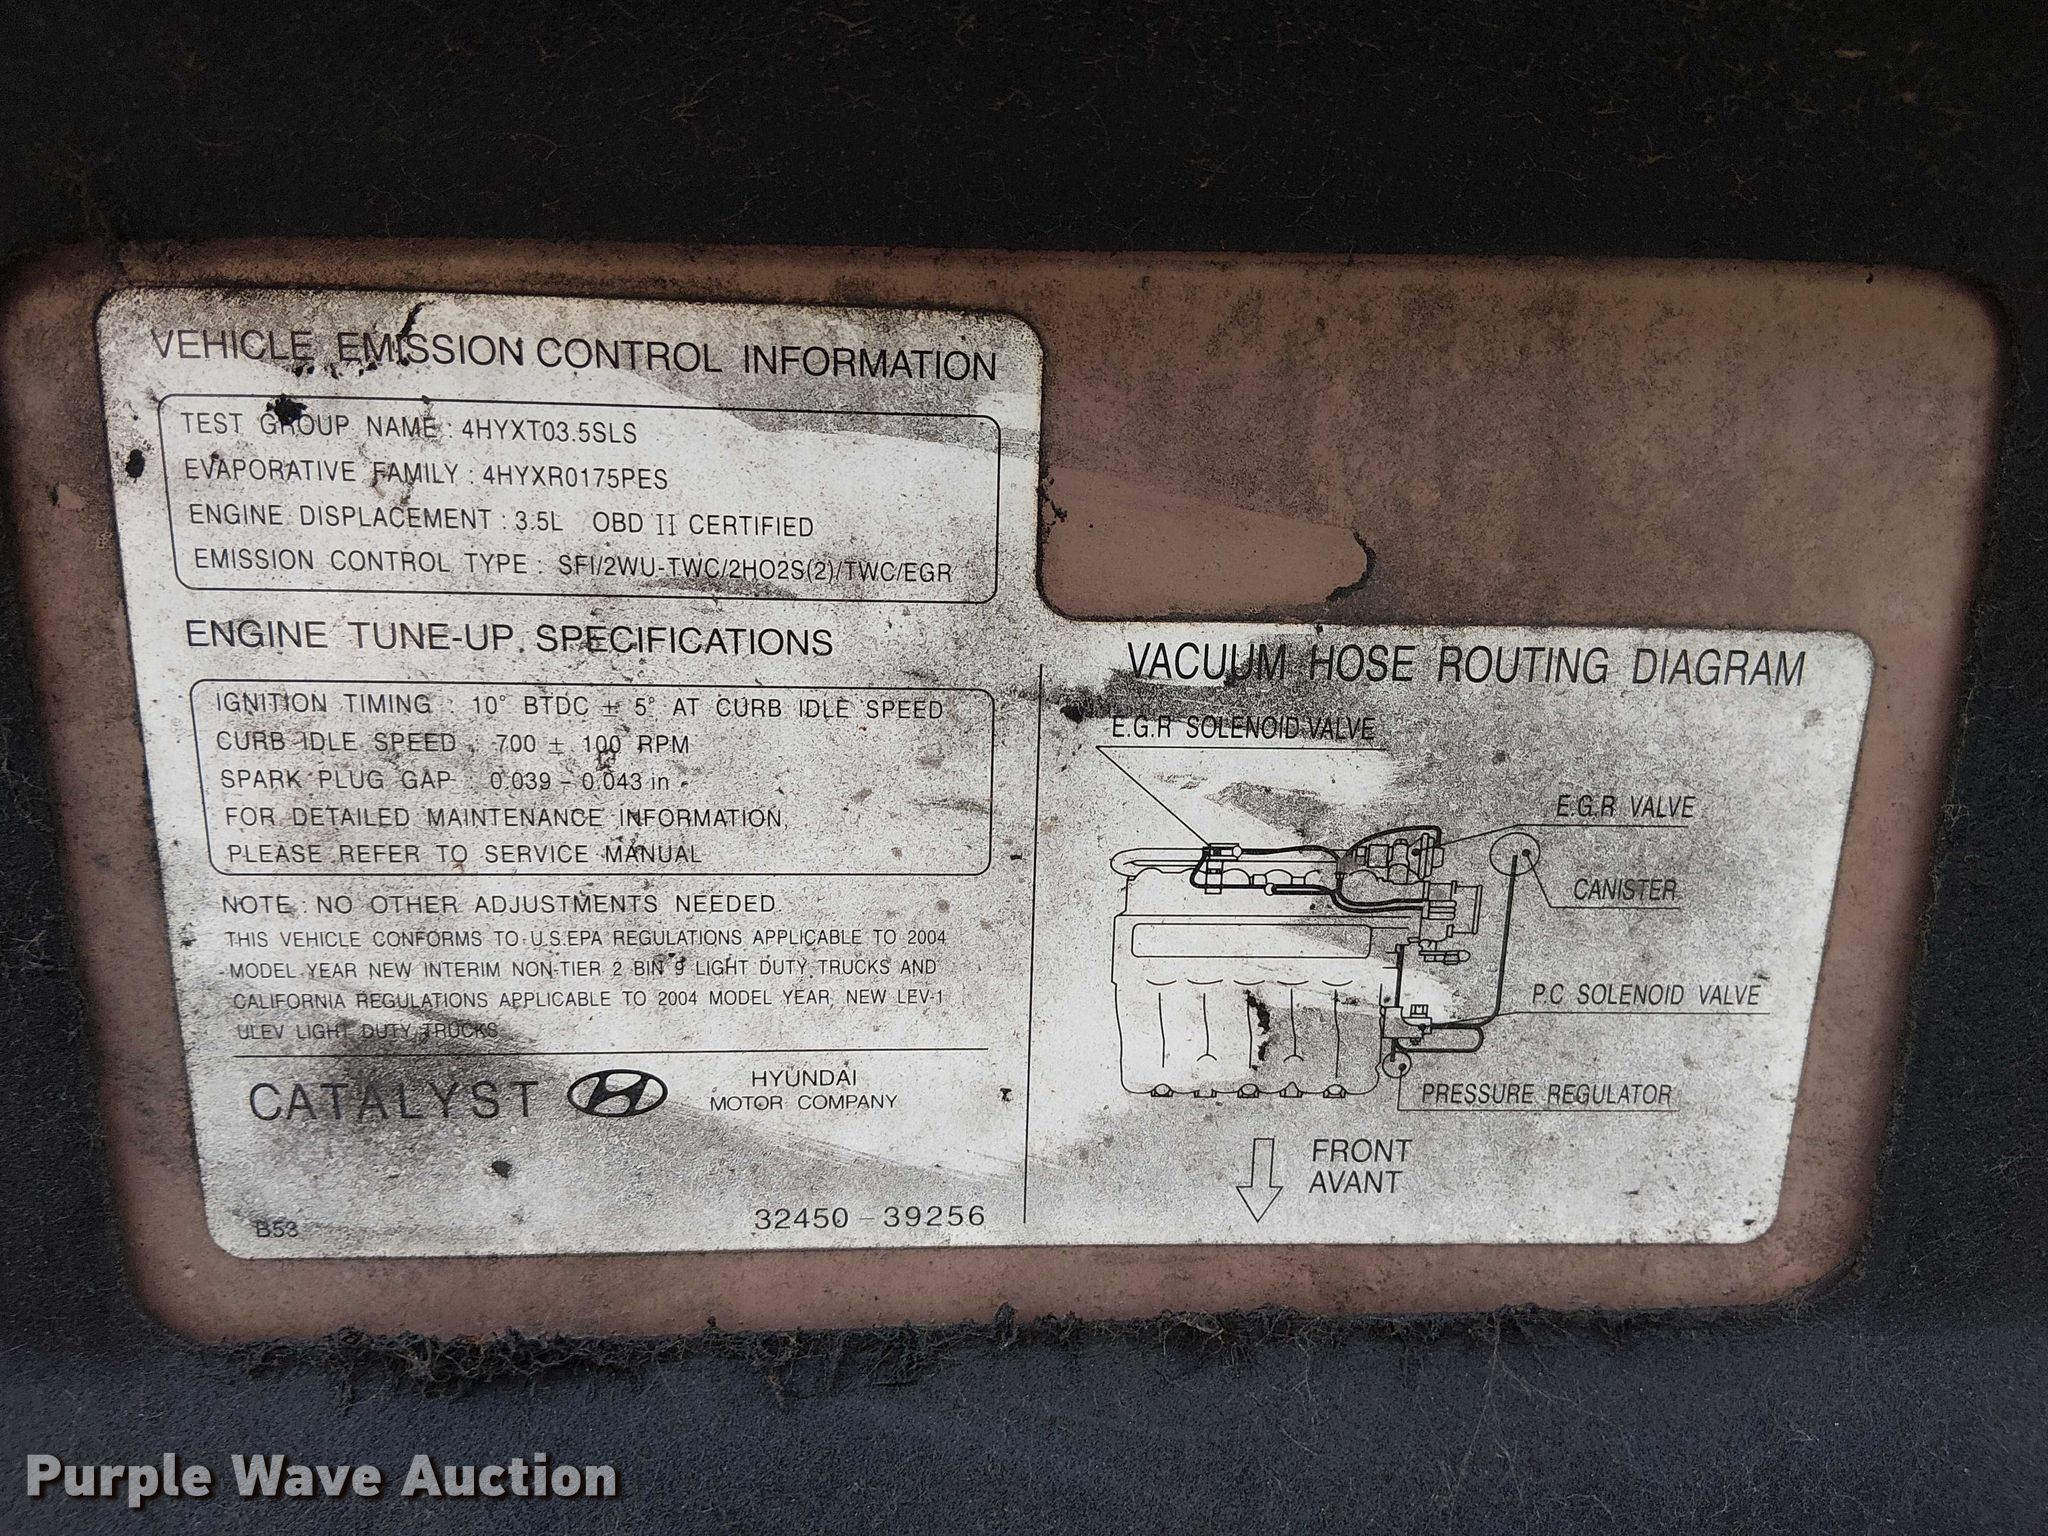 VEHICLE EMISSION CONTROL INFORMATION
TEST GROUP NAME : 4HYXT03.5SLS
EVAPORATIVE FAMILY : 4HYXR0175PES
ENGINE DISPLACEMENT : 3.5L OBD II CERTIFIED
EMISSION CONTROL TYPE : SFI/2WU-TWC/2HO2S(2)/TWC/EGR
ENGINE TUNE-UP SPECIFICATIONS
IGNITION TIMING : 10° BTDC ± 5° AT CURB IDLE SPEED
CURB IDLE SPEED : 700 ± 100 RPM
SPARK PLUG GAP : 0.039 - 0.043 in
FOR DETAILED MAINTENANCE INFORMATION,
PLEASE REFER TO SERVICE MANUAL
NOTE : NO OTHER ADJUSTMENTS NEEDED.
THIS VEHICLE CONFORMS TO U.S.EPA REGULATIONS APPLICABLE TO 2004
MODEL YEAR NEW INTERIM NON-TIER 2 BIN 9 LIGHT DUTY TRUCKS AND
CALIFORNIA REGULATIONS APPLICABLE TO 2004 MODEL YEAR, NEW LEV-1
ULEV LIGHT DUTY TRUCKS
CATALYST
HYUNDAI
MOTOR COMPANY
B53
32450 - 39256
VACUUM HOSE ROUTING DIAGRAM
E.G.R SOLENOID VALVE
E.G.R VALVE
CANISTER
P.C SOLENOID VALVE
PRESSURE REGULATOR
FRONT
AVANT
Purple Wave Auction